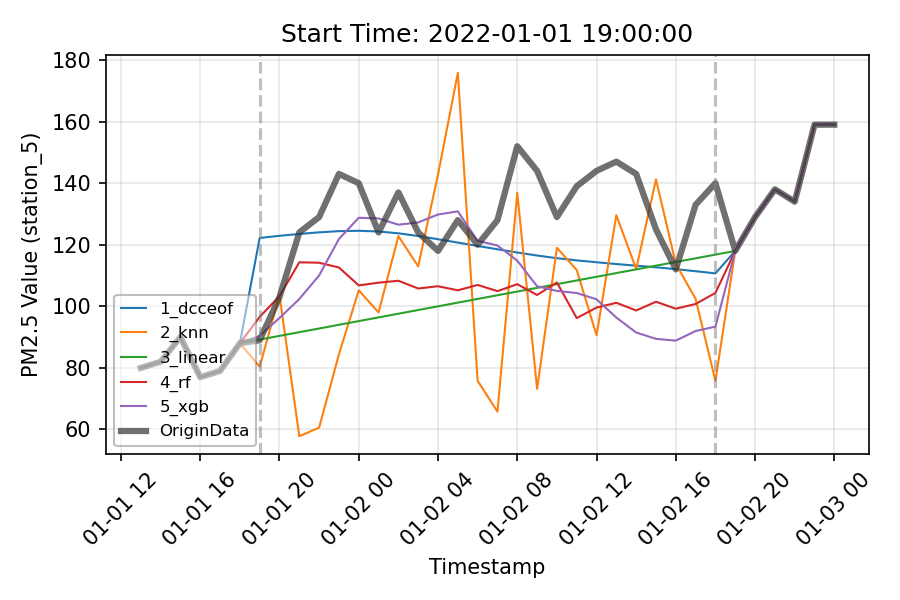 Start Time: 2022-01-01 19:00:00
PM2.5 Value (station_5)
180
160
140
120
100
80
60
1_dcceof
2_knn
3_linear
4_rf
5_xgb
OriginData
01-01 12
01-01 16
01-01 20
01-02 00
01-02 04
01-02 08
01-02 12
01-02 16
01-02 20
01-03 00
Timestamp